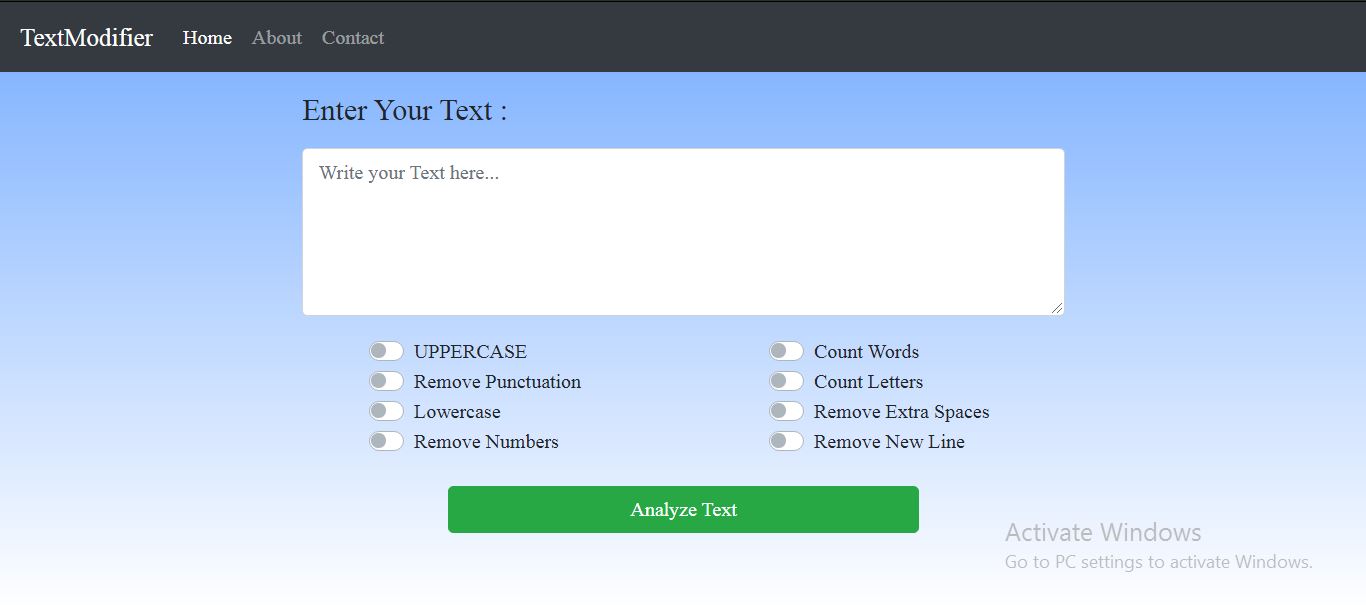 TextModifier Home About Contact
Enter Your Text :
Write your Text here...
UPPERCASE
Remove Punctuation
Lowercase
Remove Numbers
Count Words
Count Letters
Remove Extra Spaces
Remove New Line
Analyze Text
Activate Windows
Go to PC settings to activate Windows.